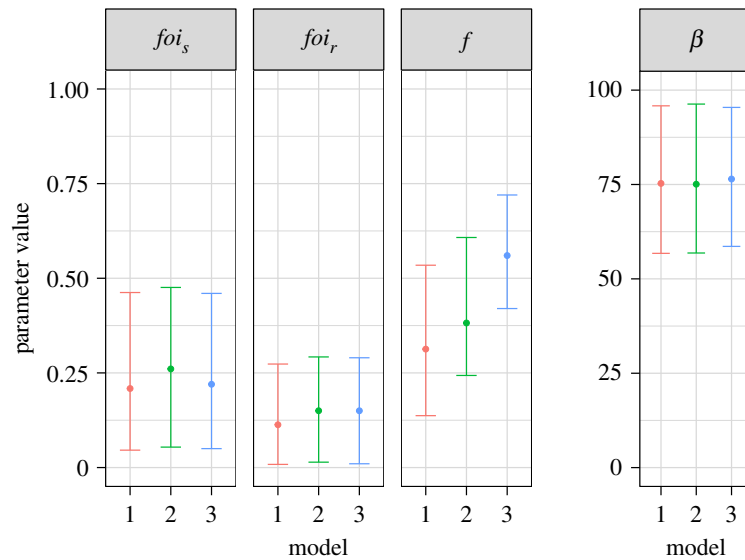 foi_s foi_r f β
parameter value
1.00
0.75
0.50
0.25
0
100
75
50
25
0
1 2 3 1 2 3 1 2 3 1 2 3
model model